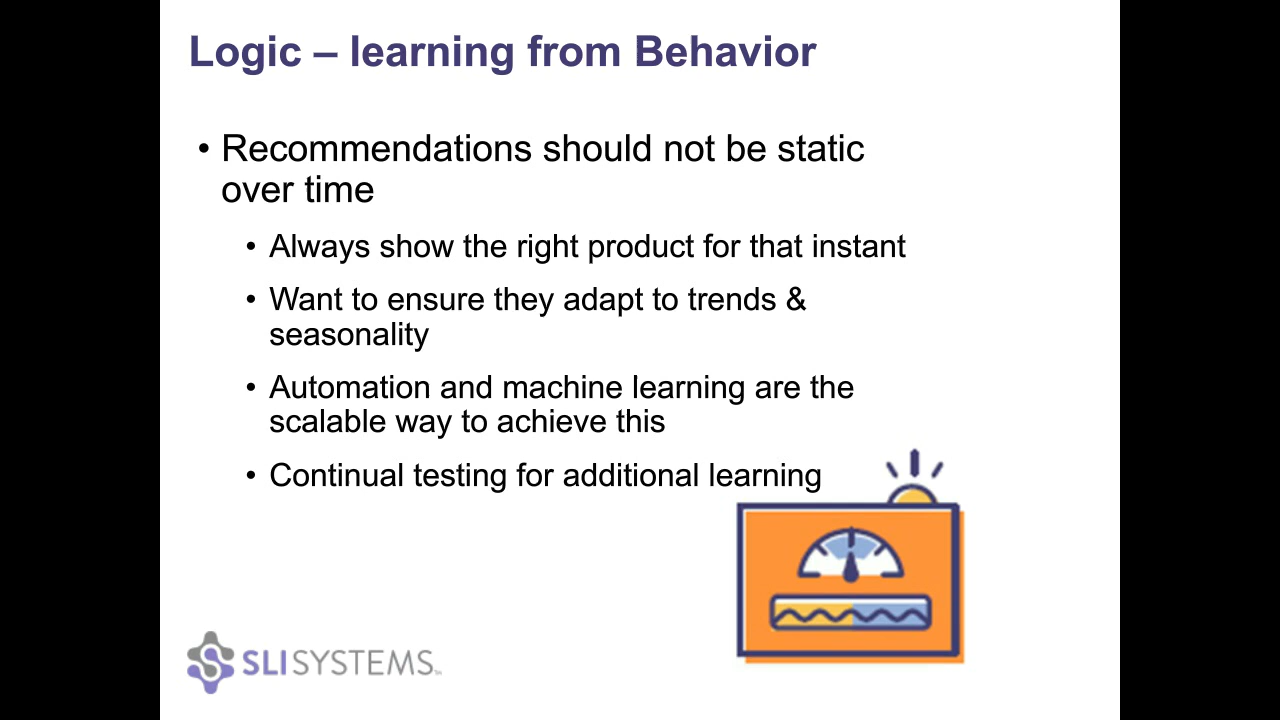 Logic – learning from Behavior
• Recommendations should not be static
over time
• Always show the right product for that instant
• Want to ensure they adapt to trends &
seasonality
• Automation and machine learning are the
scalable way to achieve this
• Continual testing for additional learning
SLISYSTEMS™